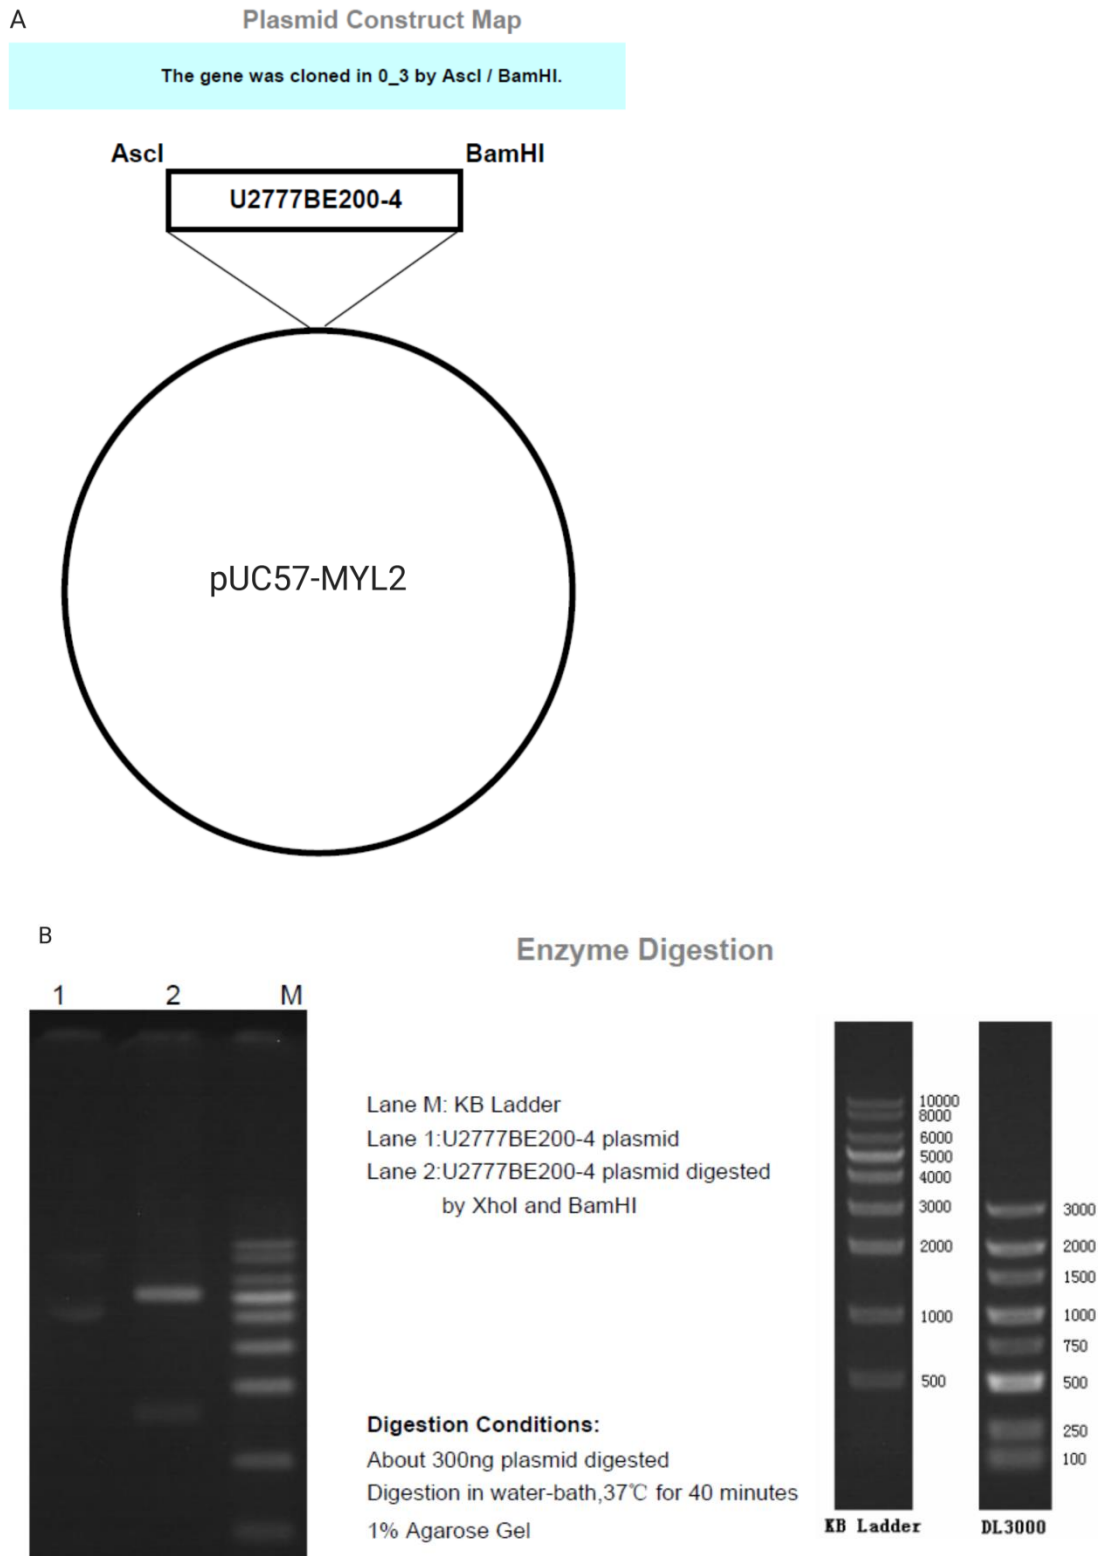 A
Plasmid Construct Map
The gene was cloned in 0_3 by AscI / BamHI.
AscI
BamHI
U2777BE200-4
pUC57-MYL2
B
Enzyme Digestion
1 2 M
Lane M: KB Ladder
Lane 1:U2777BE200-4 plasmid
Lane 2:U2777BE200-4 plasmid digested
by XhoI and BamHI
Digestion Conditions:
About 300ng plasmid digested
Digestion in water-bath,37℃ for 40 minutes
1% Agarose Gel
10000
8000
6000
5000
4000
3000
2000
1000
500
KB Ladder
3000
2000
1500
1000
750
500
250
100
DL3000